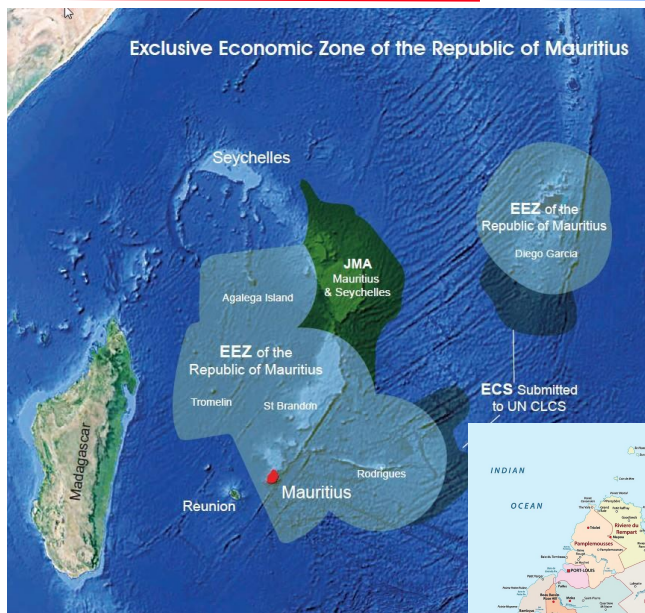 Exclusive Economic Zone of the Republic of Mauritius
Seychelles
EEZ of the
Republic of Mauritius
Diego Garcia
JMA
Mauritius
& Seychelles
Agalega Island
EEZ of the
Republic of Mauritius
Tromelin
St Brandon
ECS Submitted
to UN CLCS
Madagascar
Rodrigues
Reunion
Mauritius
INDIAN
OCEAN
Riviere du
Rempart
Pamplemousses
PORT-LOUIS